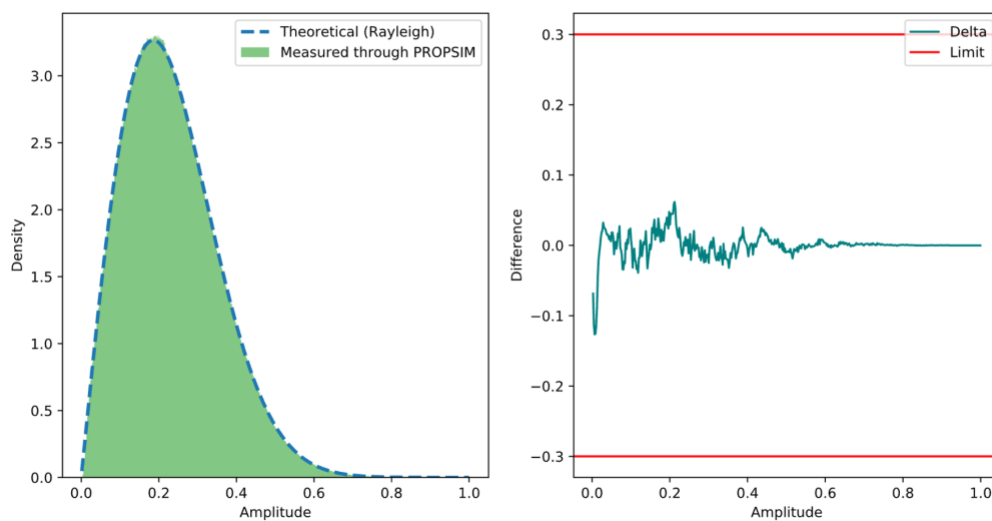 Theoretical (Rayleigh)
Measured through PROPSIM
3.0
2.5
2.0
1.5
1.0
0.5
0.0
Density
0.0 0.2 0.4 0.6 0.8 1.0
Amplitude
Delta
Limit
0.3
0.2
0.1
0.0
−0.1
−0.2
−0.3
Difference
0.0 0.2 0.4 0.6 0.8 1.0
Amplitude